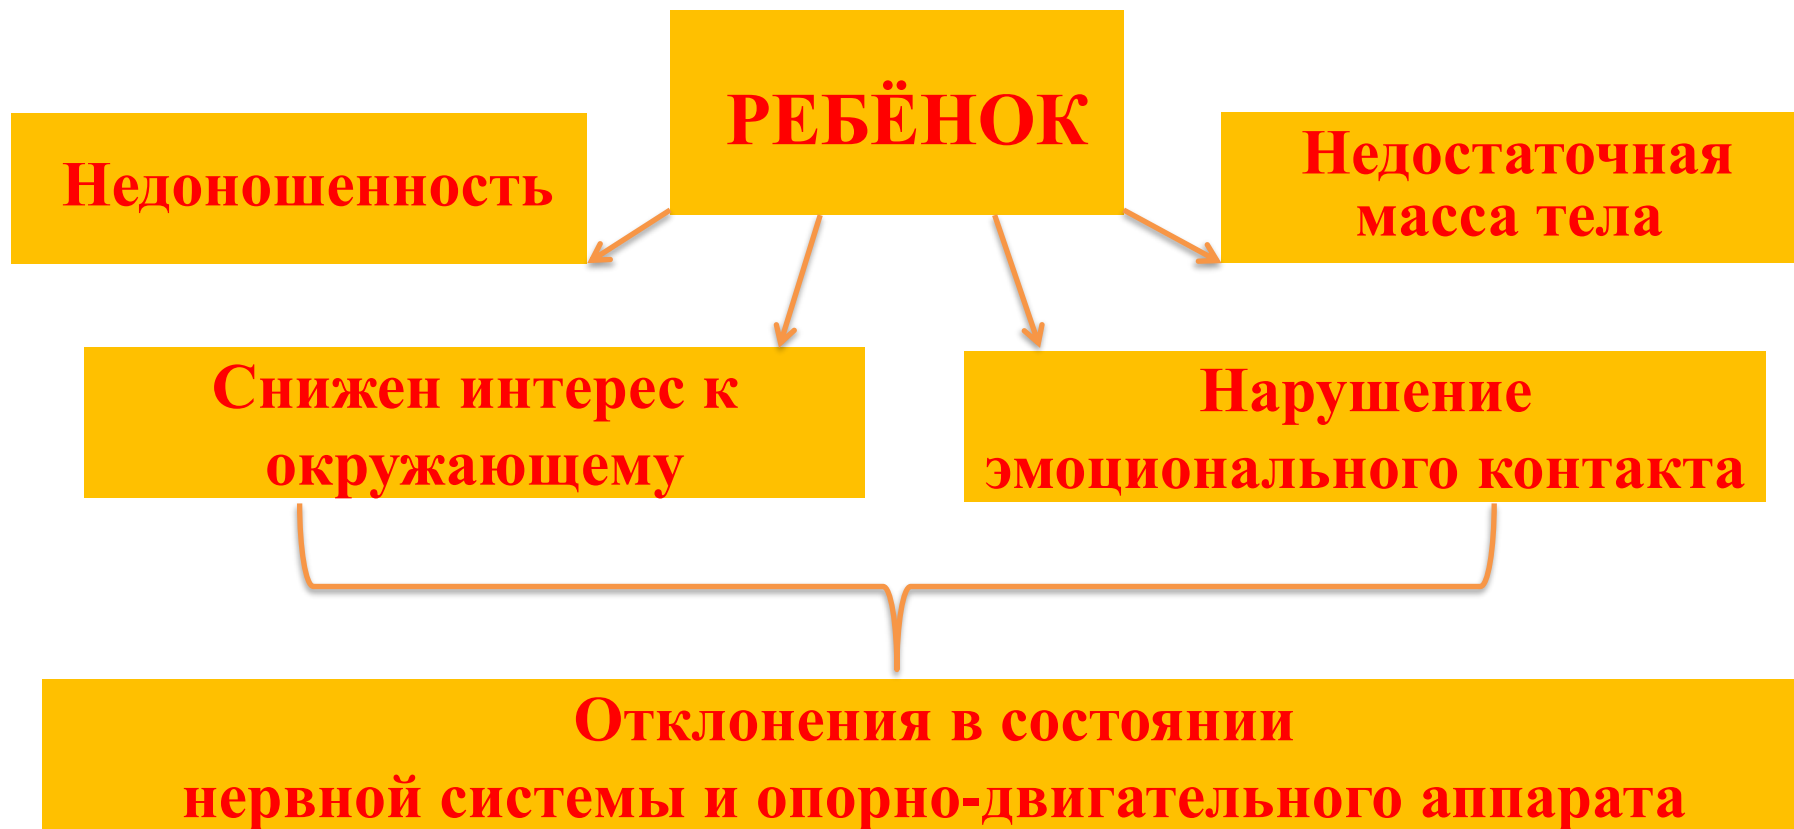 РЕБЁНОК
Недоношенность
Недостаточная
масса тела
Снижен интерес к
окружающему
Нарушение
эмоционального контакта
Отклонения в состоянии
нервной системы и опорно-двигательного аппарата